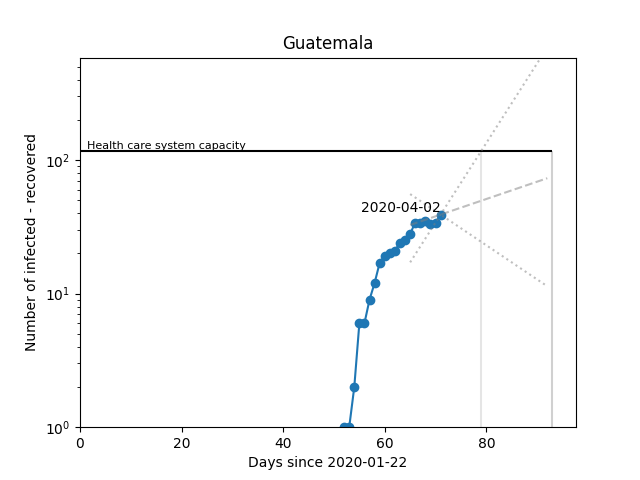 Guatemala
Number of infected - recovered
10²
10¹
10⁰
Health care system capacity
2020-04-02
0 20 40 60 80
Days since 2020-01-22